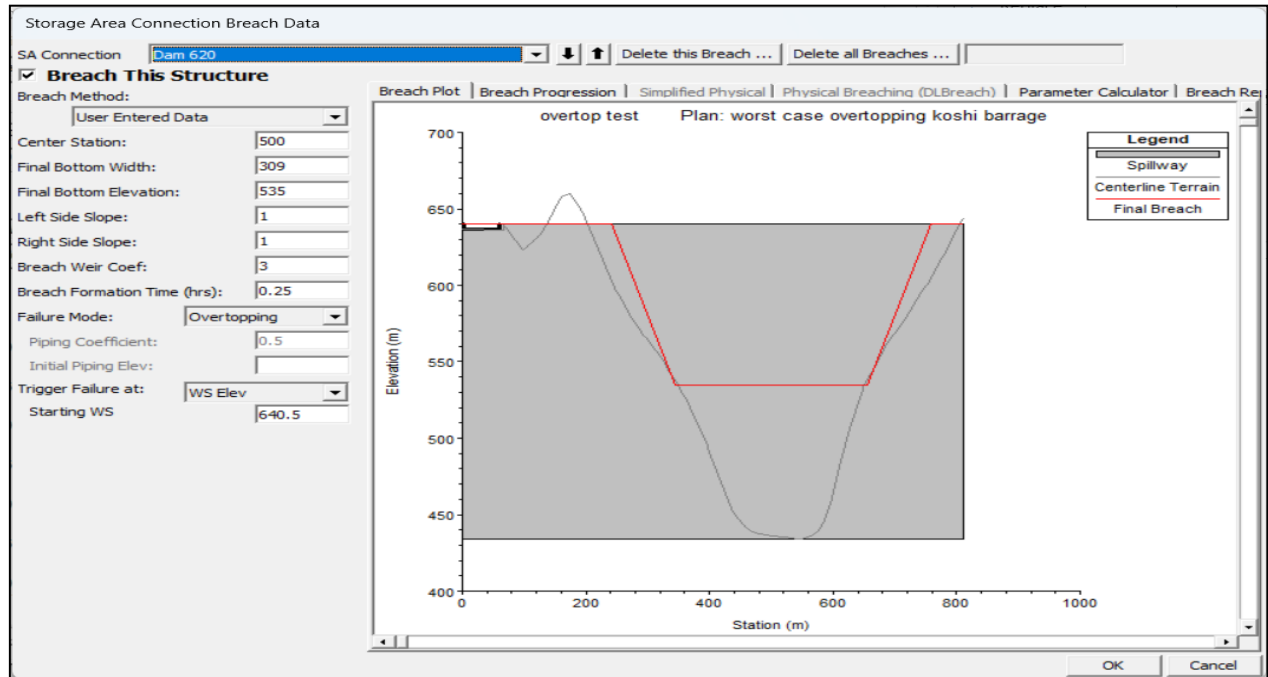 Storage Area Connection Breach Data
SA Connection Dam 620 Delete this Breach ... Delete all Breaches ...
Breach This Structure
Breach Method:
User Entered Data
Center Station: 500
Final Bottom Width: 309
Final Bottom Elevation: 535
Left Side Slope: 1
Right Side Slope: 1
Breach Weir Coef: 3
Breach Formation Time (hrs): 0.25
Failure Mode: Overtopping
Piping Coefficient: 0.5
Initial Piping Elev:
Trigger Failure at: WS Elev
Starting WS 640.5
Breach Plot Breach Progression Simplified Physical Physical Breaching (DLBreach) Parameter Calculator Breach Re
overtop test Plan: worst case overtopping koshi barrage
Legend
Spillway
Centerline Terrain
Final Breach
Elevation (m)
700
650
600
550
500
450
400
0 200 400 600 800 1000
Station (m)
OK Cancel